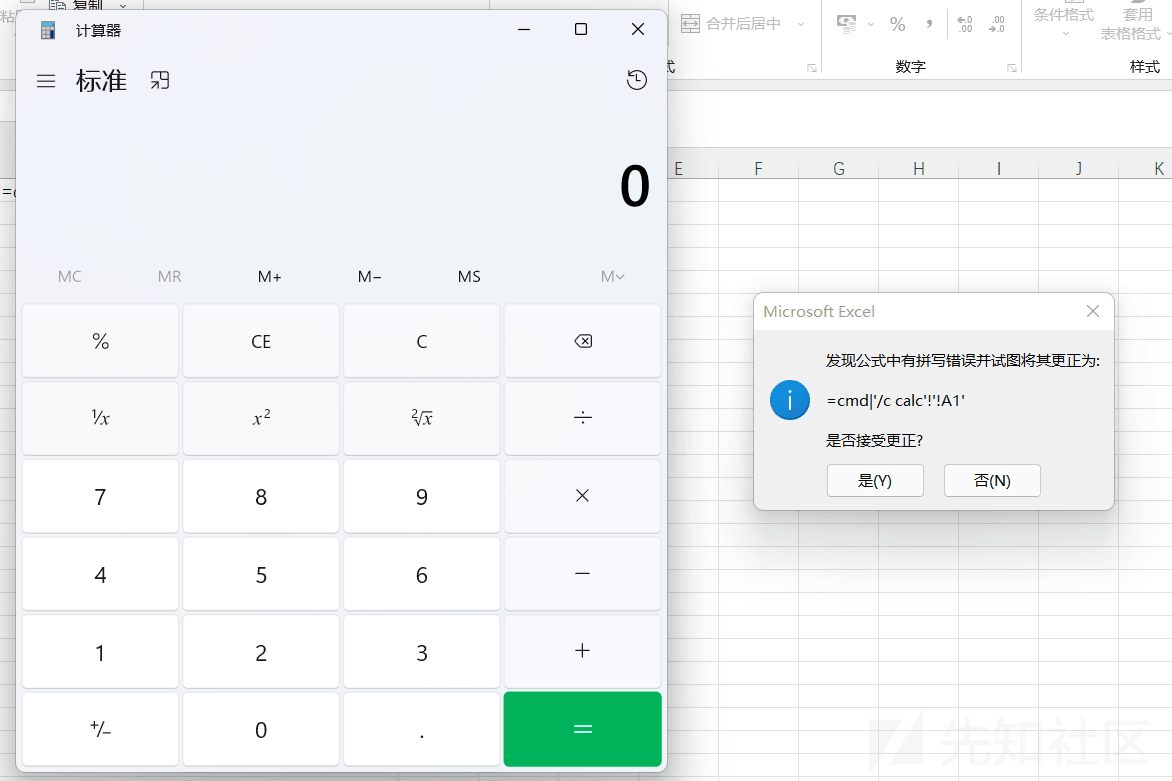 复制
计算器
标准
0
MC MR M+ M− MS M
% CE C
¹⁄x x² ²√x ÷
7 8 9 ×
4 5 6 −
1 2 3 +
+/− 0 . =
合并后居中
% ,
.00
.00
条件格式
套用
表格格式
式
数字
样式
E F G H I J K
Microsoft Excel
发现公式中有拼写错误并试图将其更正为:
=cmd|'/c calc'!'!A1'
是否接受更正?
是(Y) 否(N)
先知社区